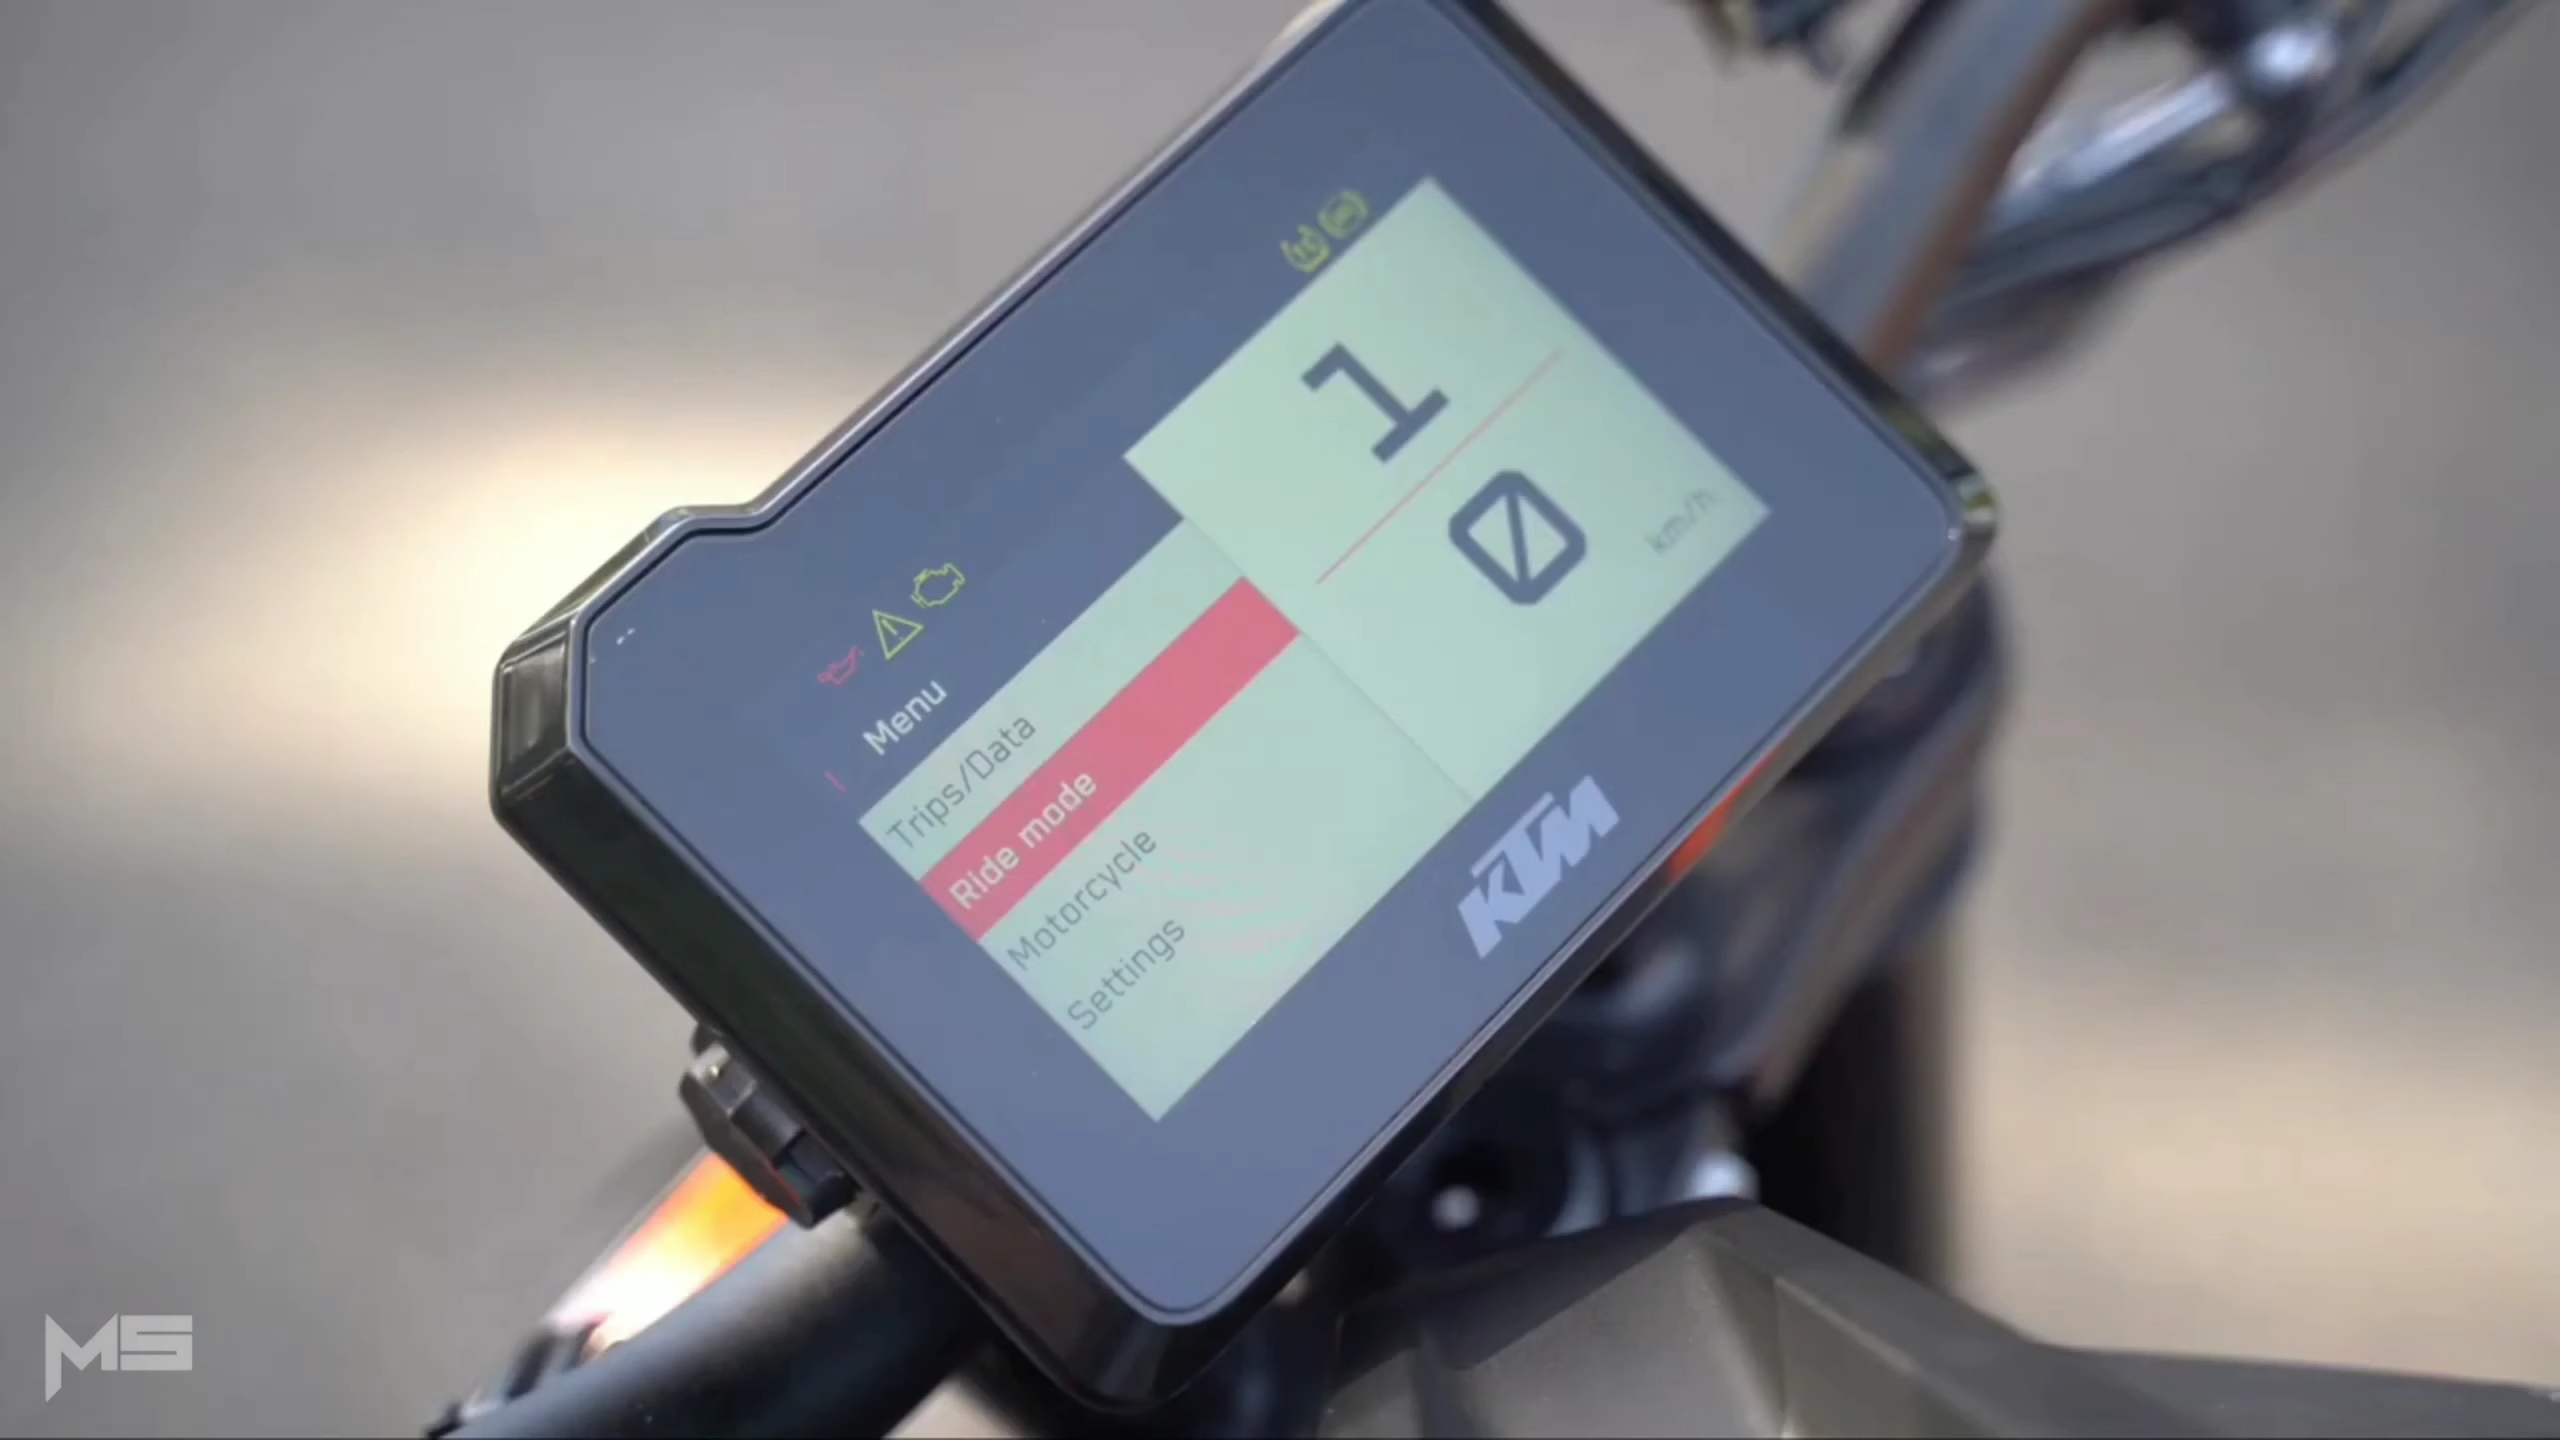 Menu
Trips/Data
Ride mode
Motorcycle
Settings
1
0
km/h
KTM
MS